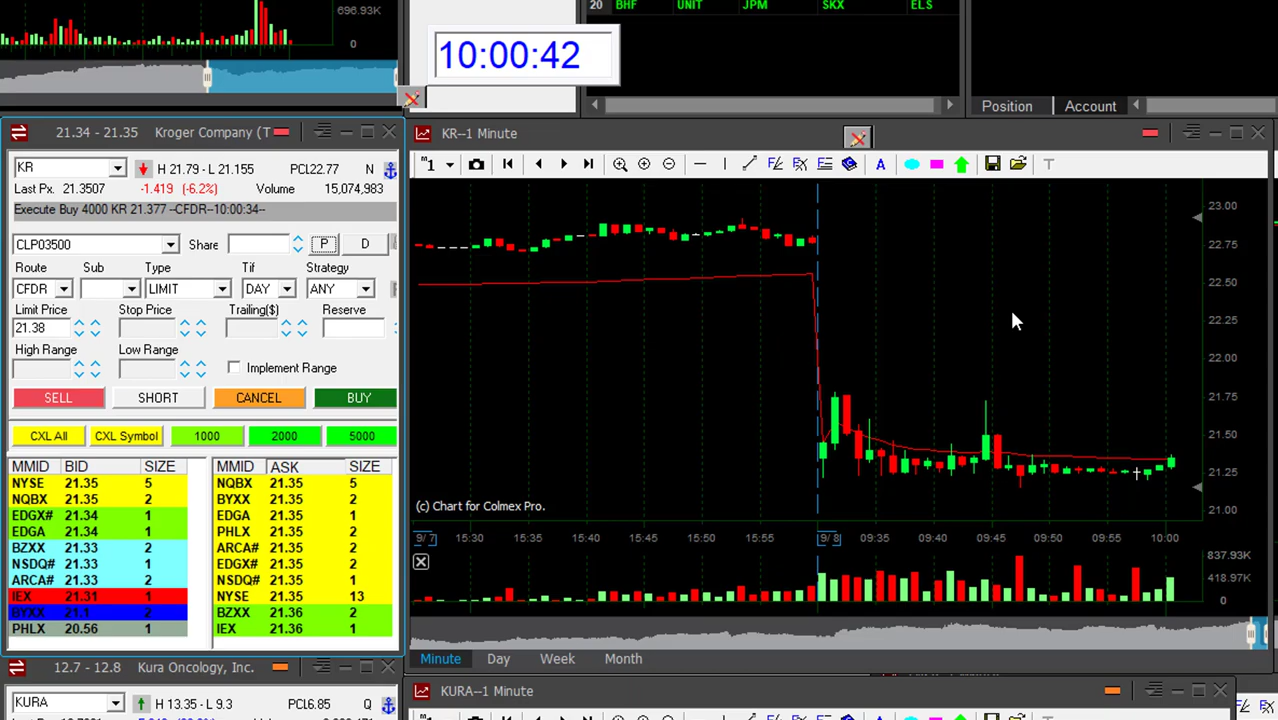 696.93K
0
10:00:42
20 BHF UNIT JPM SKX ELS
Position Account
21.34 - 21.35 Kroger Company (T
KR H 21.79 - L 21.155 PCL22.77 N
Last Px. 21.3507 -1.419 (-6.2%) Volume 15,074,983
Execute Buy 4000 KR 21.377 --CFDR--10:00:34--
CLP03500 Share P D
Route Sub Type Tif Strategy
CFDR LIMIT DAY ANY
Limit Price Stop Price Trailing($) Reserve
21.38
High Range Low Range
Implement Range
SELL SHORT CANCEL BUY
CXL All CXL Symbol 1000 2000 5000
MMID BID SIZE MMID ASK SIZE
NYSE 21.35 5 NQBX 21.35 5
NQBX 21.35 2 BYXX 21.35 2
EDGX# 21.34 1 EDGA 21.35 1
EDGA 21.34 1 PHLX 21.35 2
BZXX 21.33 2 ARCA# 21.35 2
NSDQ# 21.33 1 EDGX# 21.35 2
ARCA# 21.33 2 NSDQ# 21.35 2
IEX 21.31 1 NYSE 21.35 13
BYXX 21.1 2 BZXX 21.36 2
PHLX 20.56 1 IEX 21.36 1
KR--1 Minute
m1 A T
23.00
22.75
22.50
22.25
22.00
21.75
21.50
21.25
21.00
(c) Chart for Colmex Pro.
9/ 7 15:30 15:35 15:40 15:45 15:50 15:55 9/ 8 09:35 09:40 09:45 09:50 09:55 10:00
837.93K
418.97K
0
Minute Day Week Month
12.7 - 12.8 Kura Oncology, Inc.
KURA H 13.35 - L 9.3 PCL6.85 Q
KURA--1 Minute